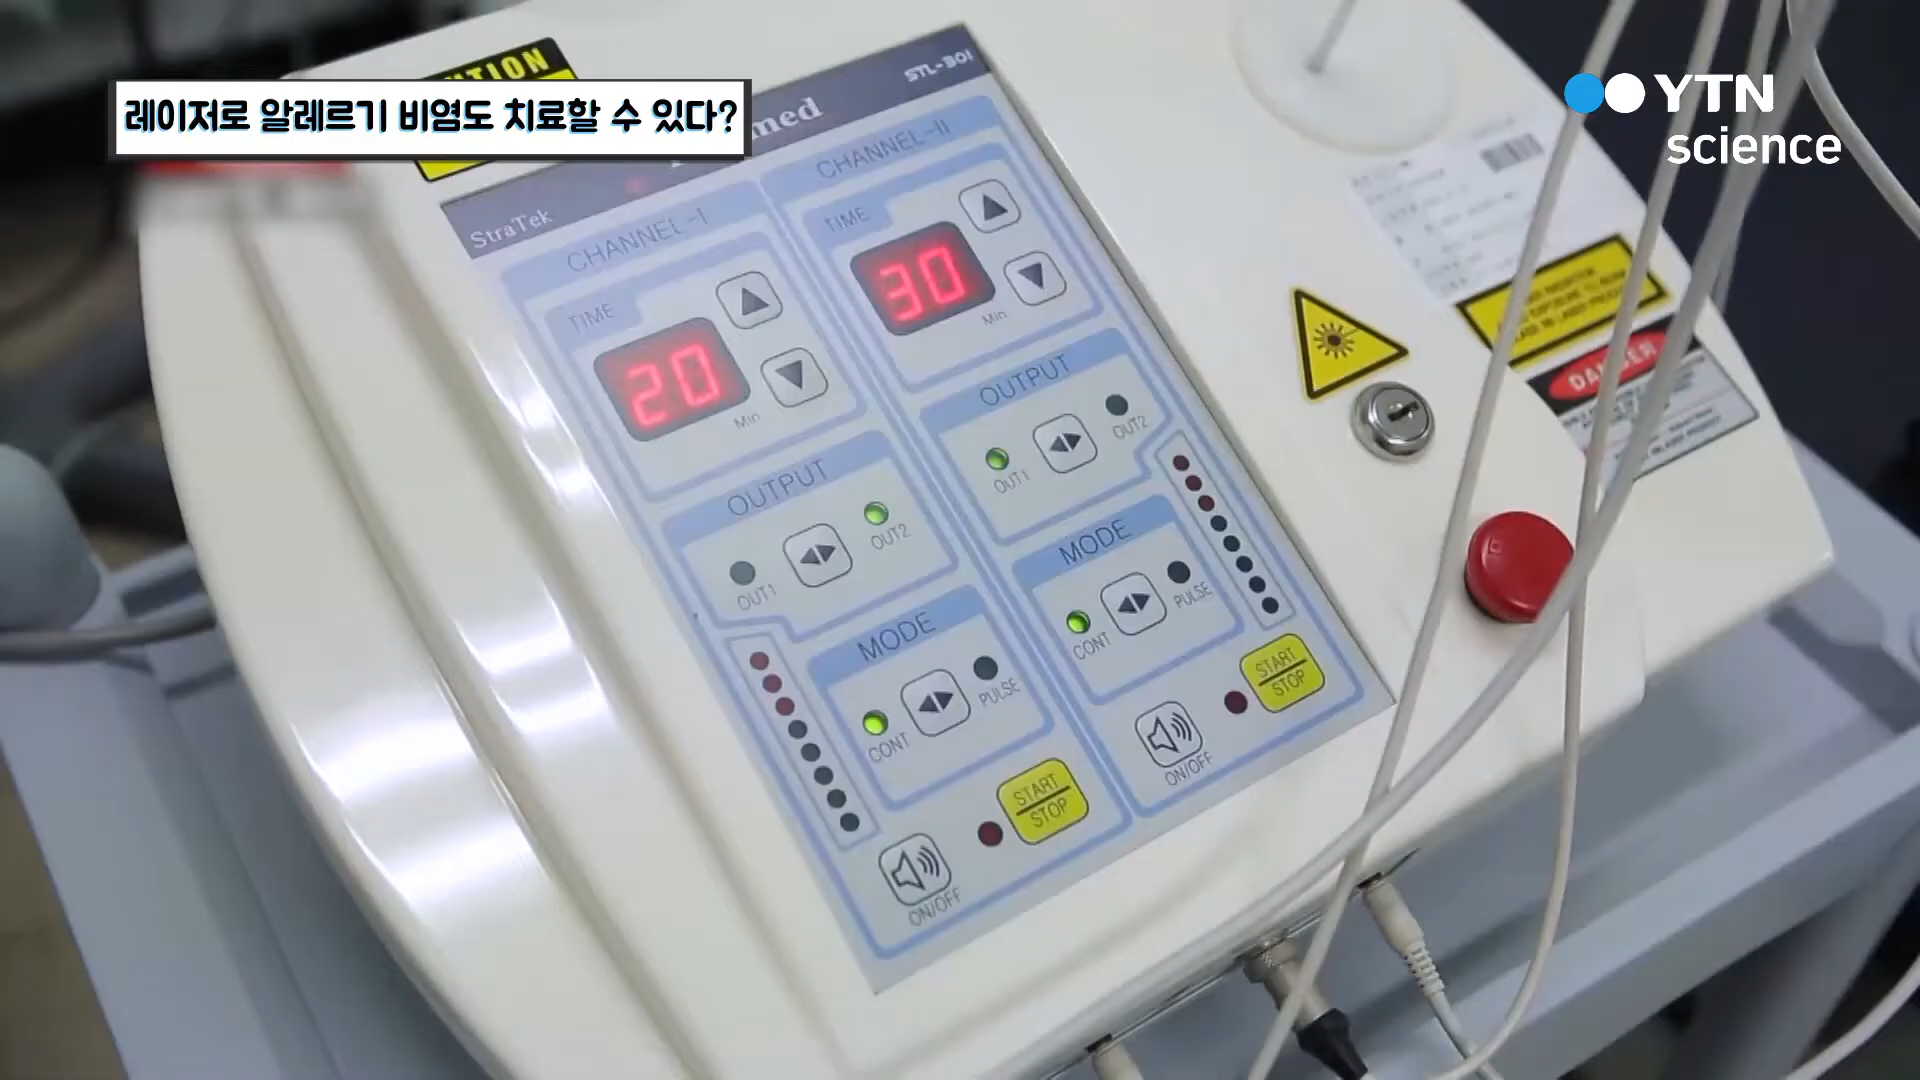 레이저로 알레르기 비염도 치료할 수 있다?
YTN
science
STL-301
StraTek
CHANNEL-I
TIME
20
Min
OUTPUT
OUT1
OUT2
MODE
CONT
PULSE
START
STOP
ON/OFF
CHANNEL-II
TIME
30
Min
OUTPUT
OUT1
OUT2
MODE
CONT
PULSE
START
STOP
ON/OFF
DANGER